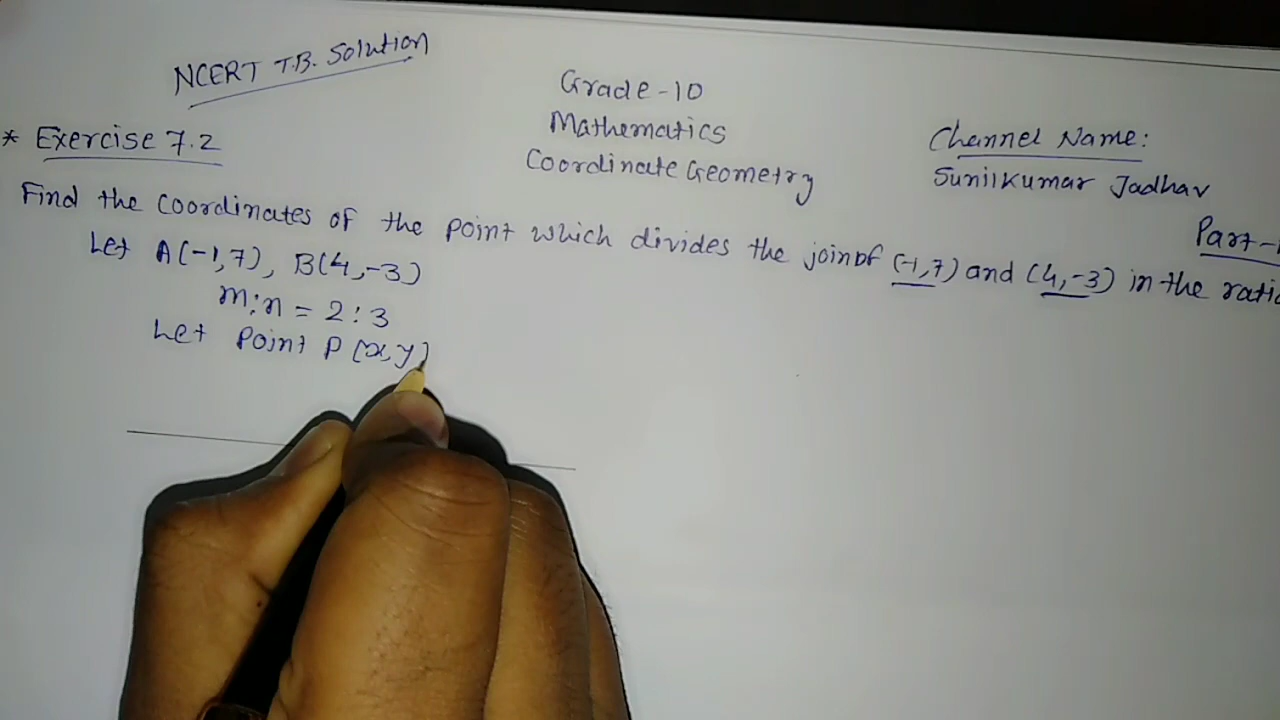 NCERT T.B. Solution
Grade-10
Mathematics
Coordinate Geometry
Channel Name:
Sunilkumar Jadhav
Part-
* Exercise 7.2
Find the coordinates of the point which divides the join of (-1,7) and (4,-3) in the ratio
Let A(-1,7), B(4,-3)
m:n = 2:3
Let Point P(x,y)